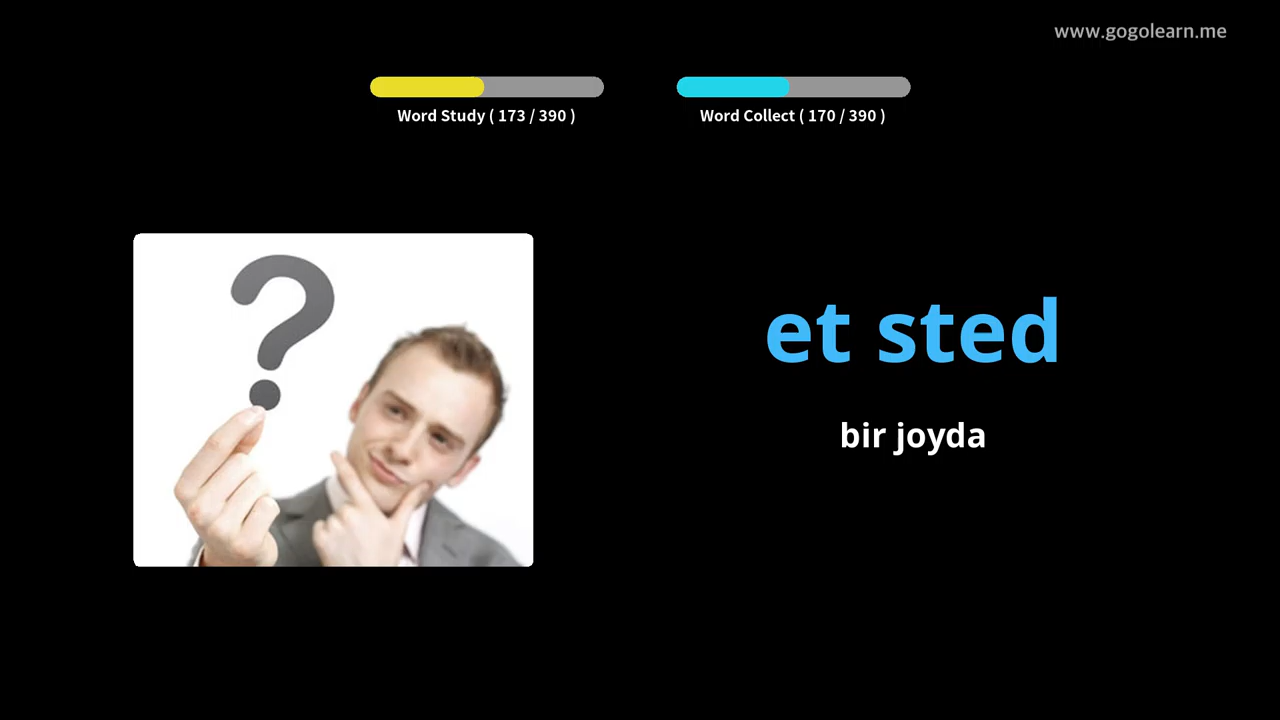 www.gogolearn.me
Word Study ( 173 / 390 )
Word Collect ( 170 / 390 )
?
et sted
bir joyda